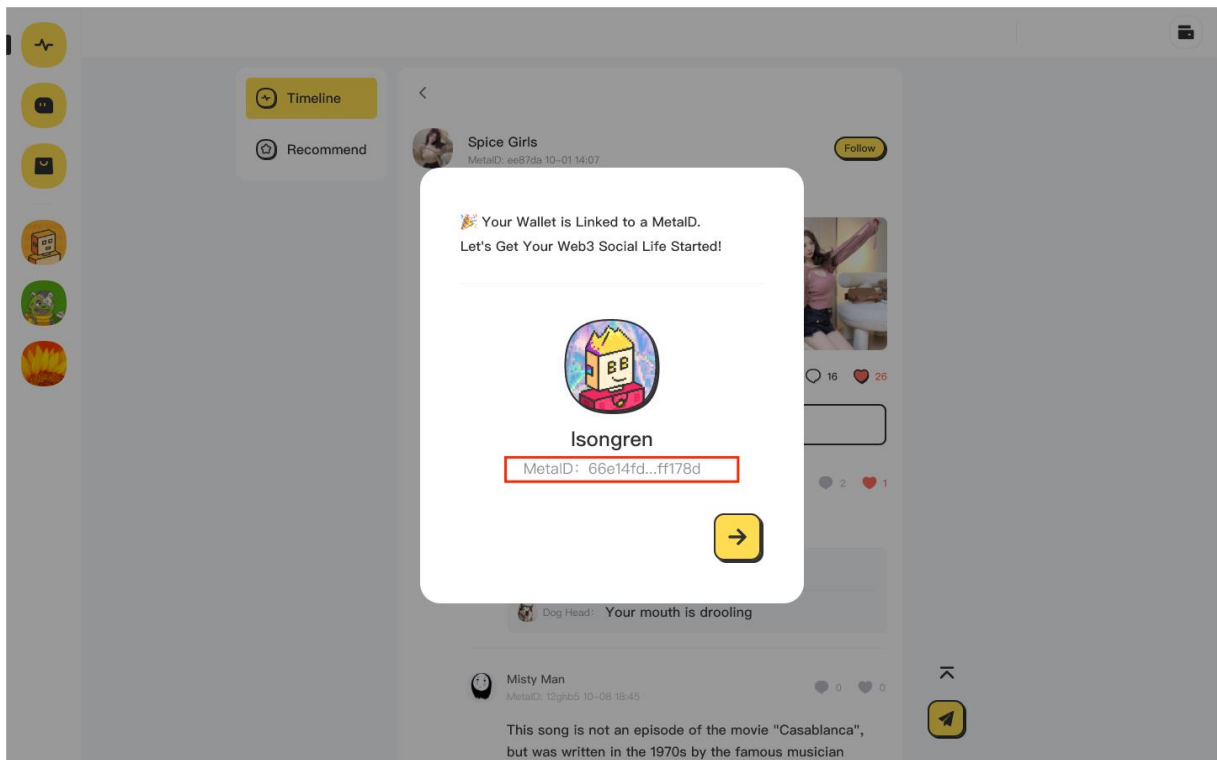 Timeline
Recommend
Spice Girls
MetaID: ee87da 10-01 14:07
Follow
🎉 Your Wallet is Linked to a MetaID.
Let's Get Your Web3 Social Life Started!
BB
lsongren
MetaID: 66e14fd...ff178d
16 26
2 1
Dog Head: Your mouth is drooling
Misty Man
MetaID: 12ghb5 10-08 18:45
0 0
This song is not an episode of the movie "Casablanca",
but was written in the 1970s by the famous musician